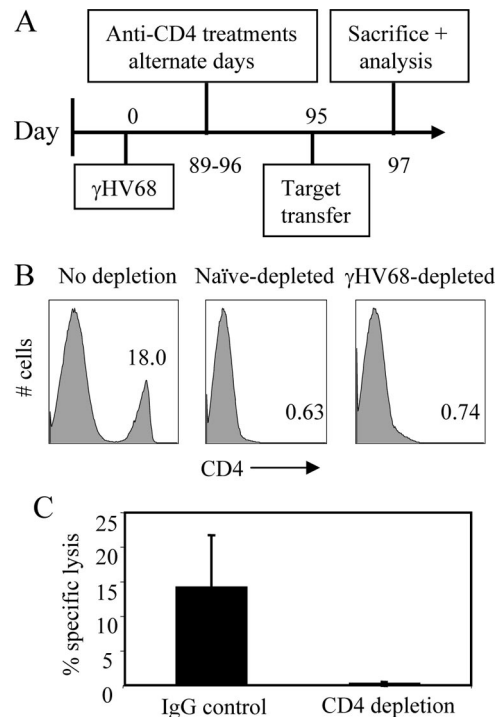 A
Anti-CD4 treatments
alternate days
Sacrifice +
analysis
Day
0
95
γHV68
89-96
Target
transfer
97
B
No depletion
Naïve-depleted
γHV68-depleted
# cells
18.0
0.63
0.74
CD4
C
% specific lysis
25
20
15
10
5
0
IgG control
CD4 depletion